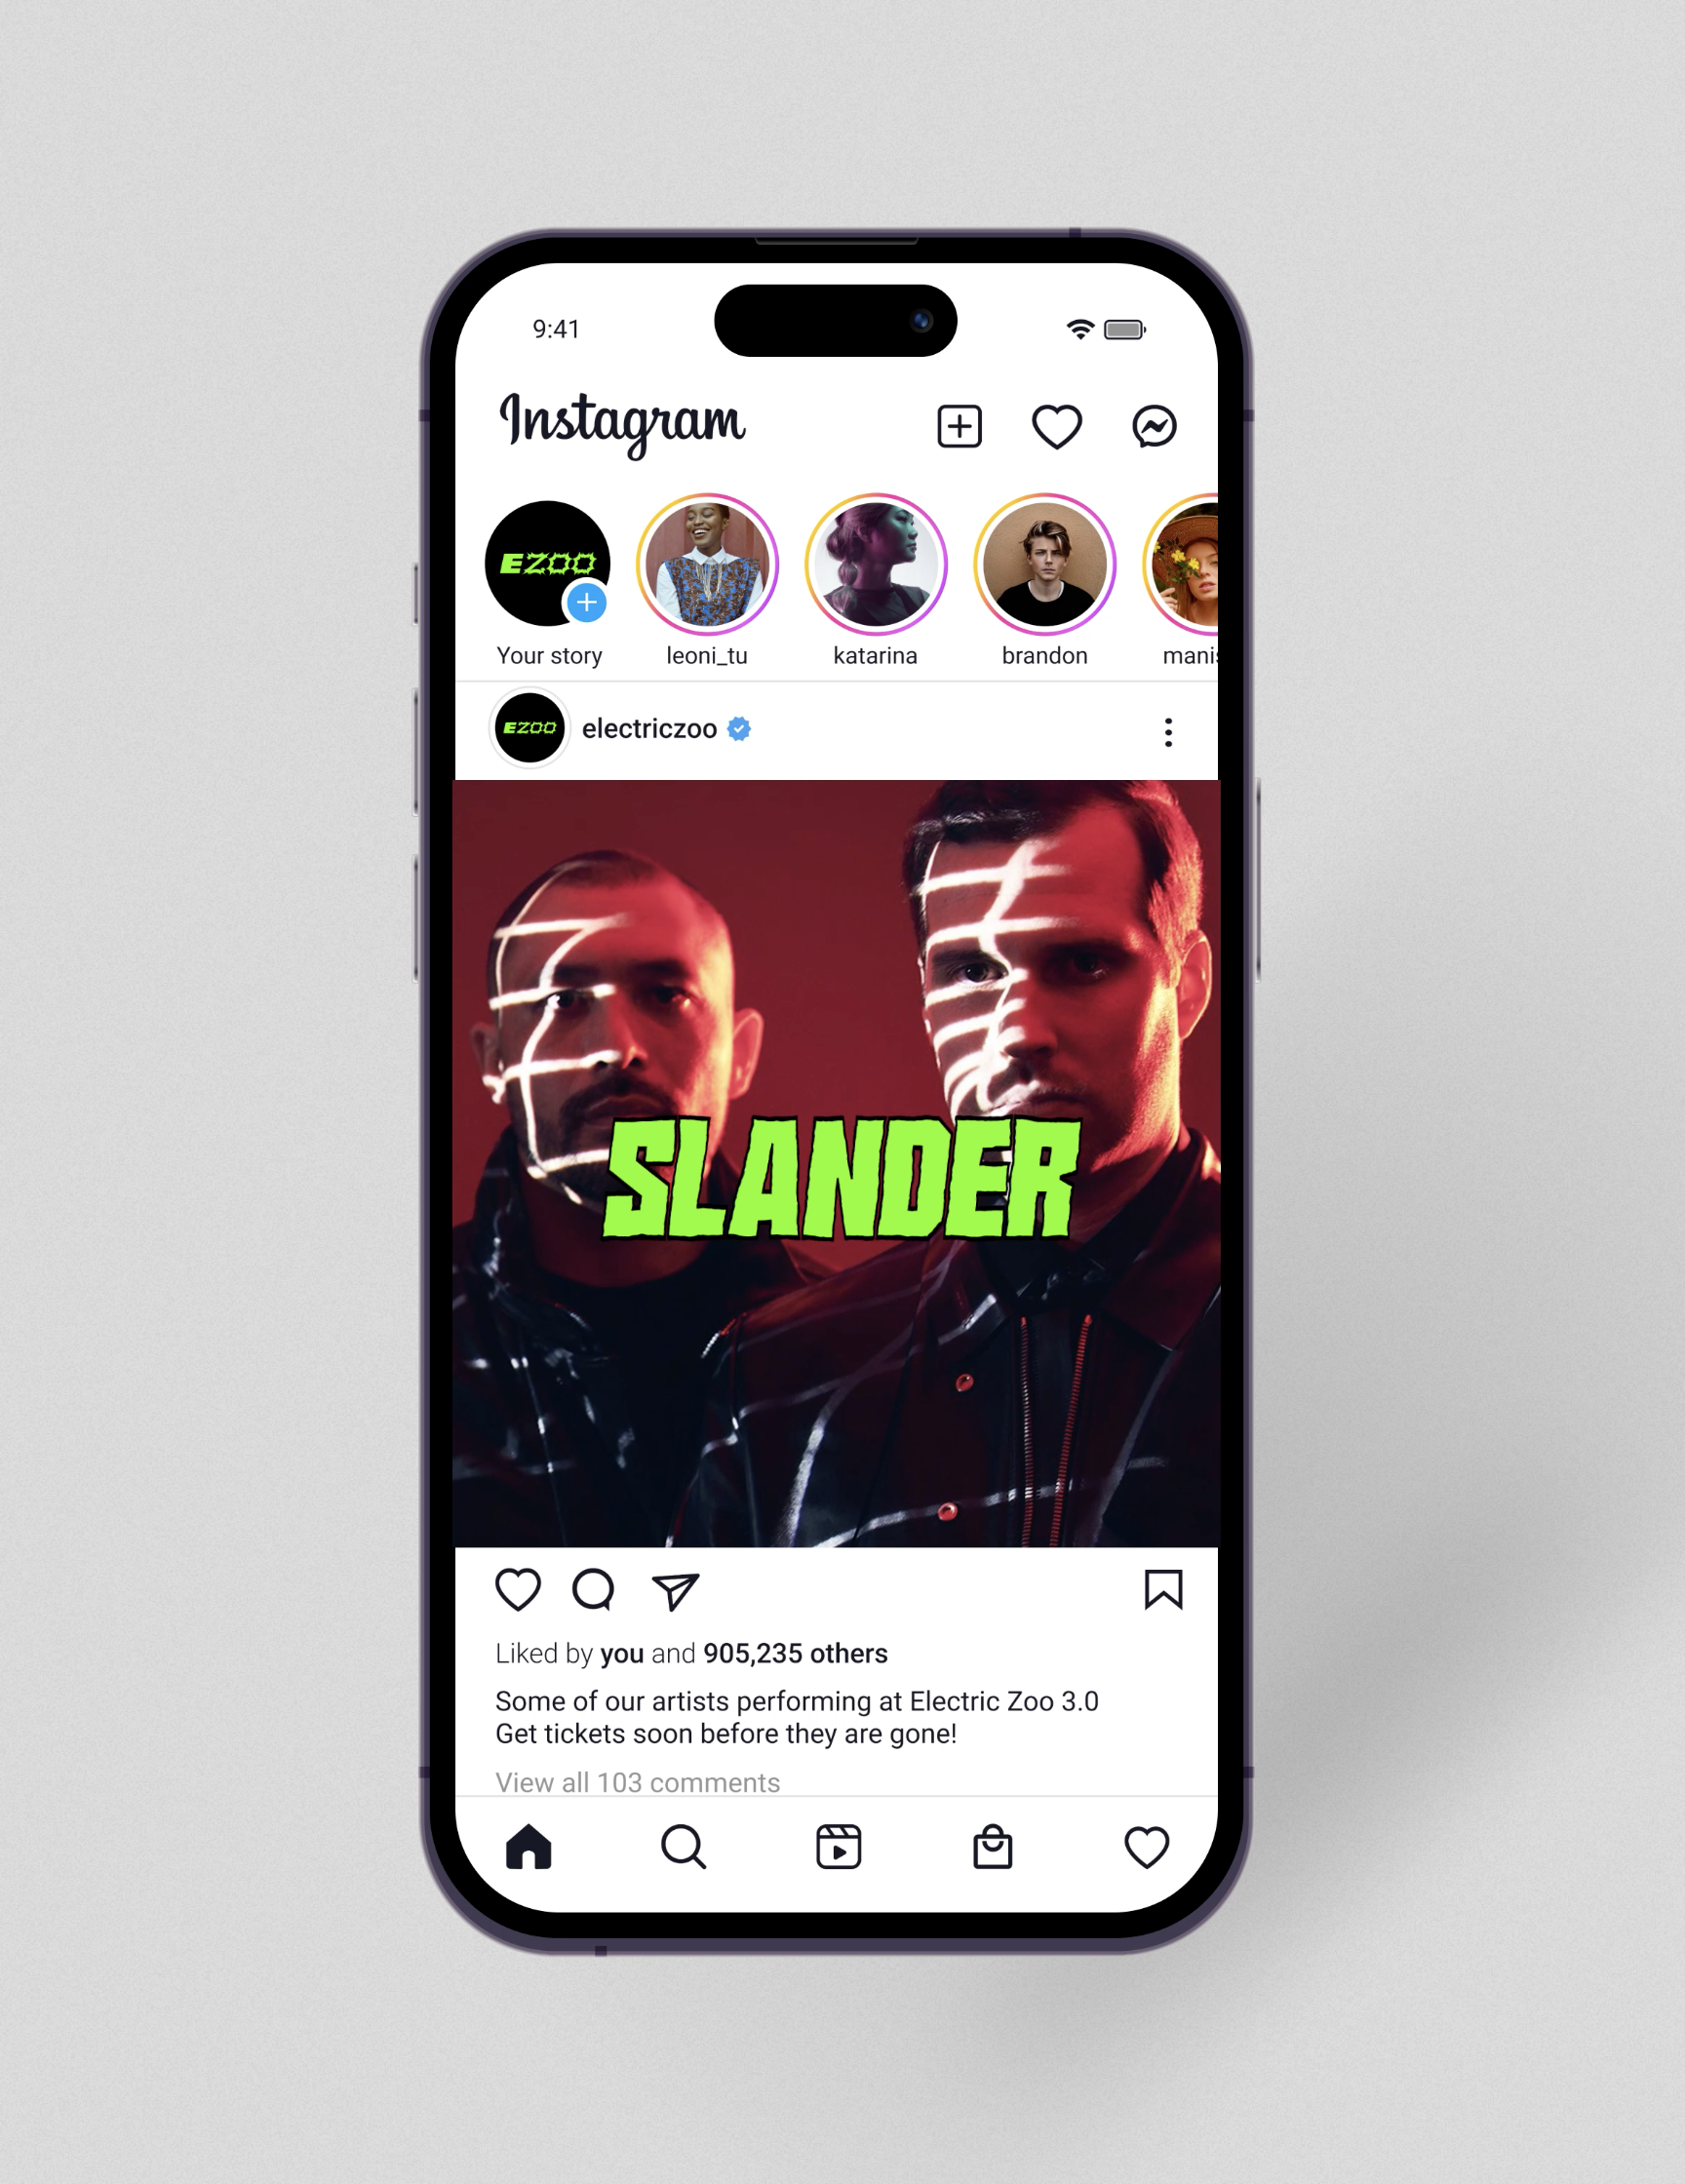 9:41
Instagram
EZOO
Your story
leoni_tu
katarina
brandon
manis
EZOO
electriczoo
SLANDER
Liked by you and 905,235 others
Some of our artists performing at Electric Zoo 3.0
Get tickets soon before they are gone!
View all 103 comments